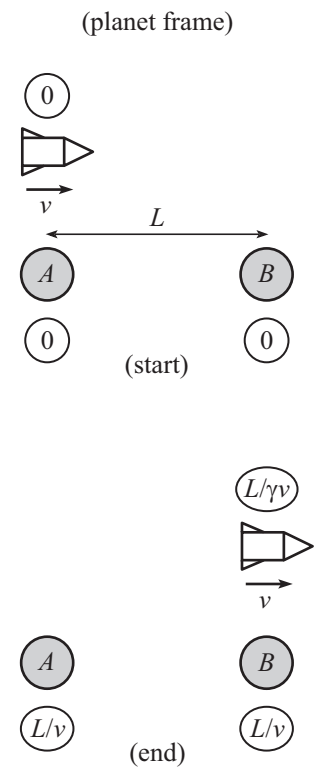 (planet frame)
0
v
L
A B
0 0
(start)
L/γv
v
A B
L/v L/v
(end)